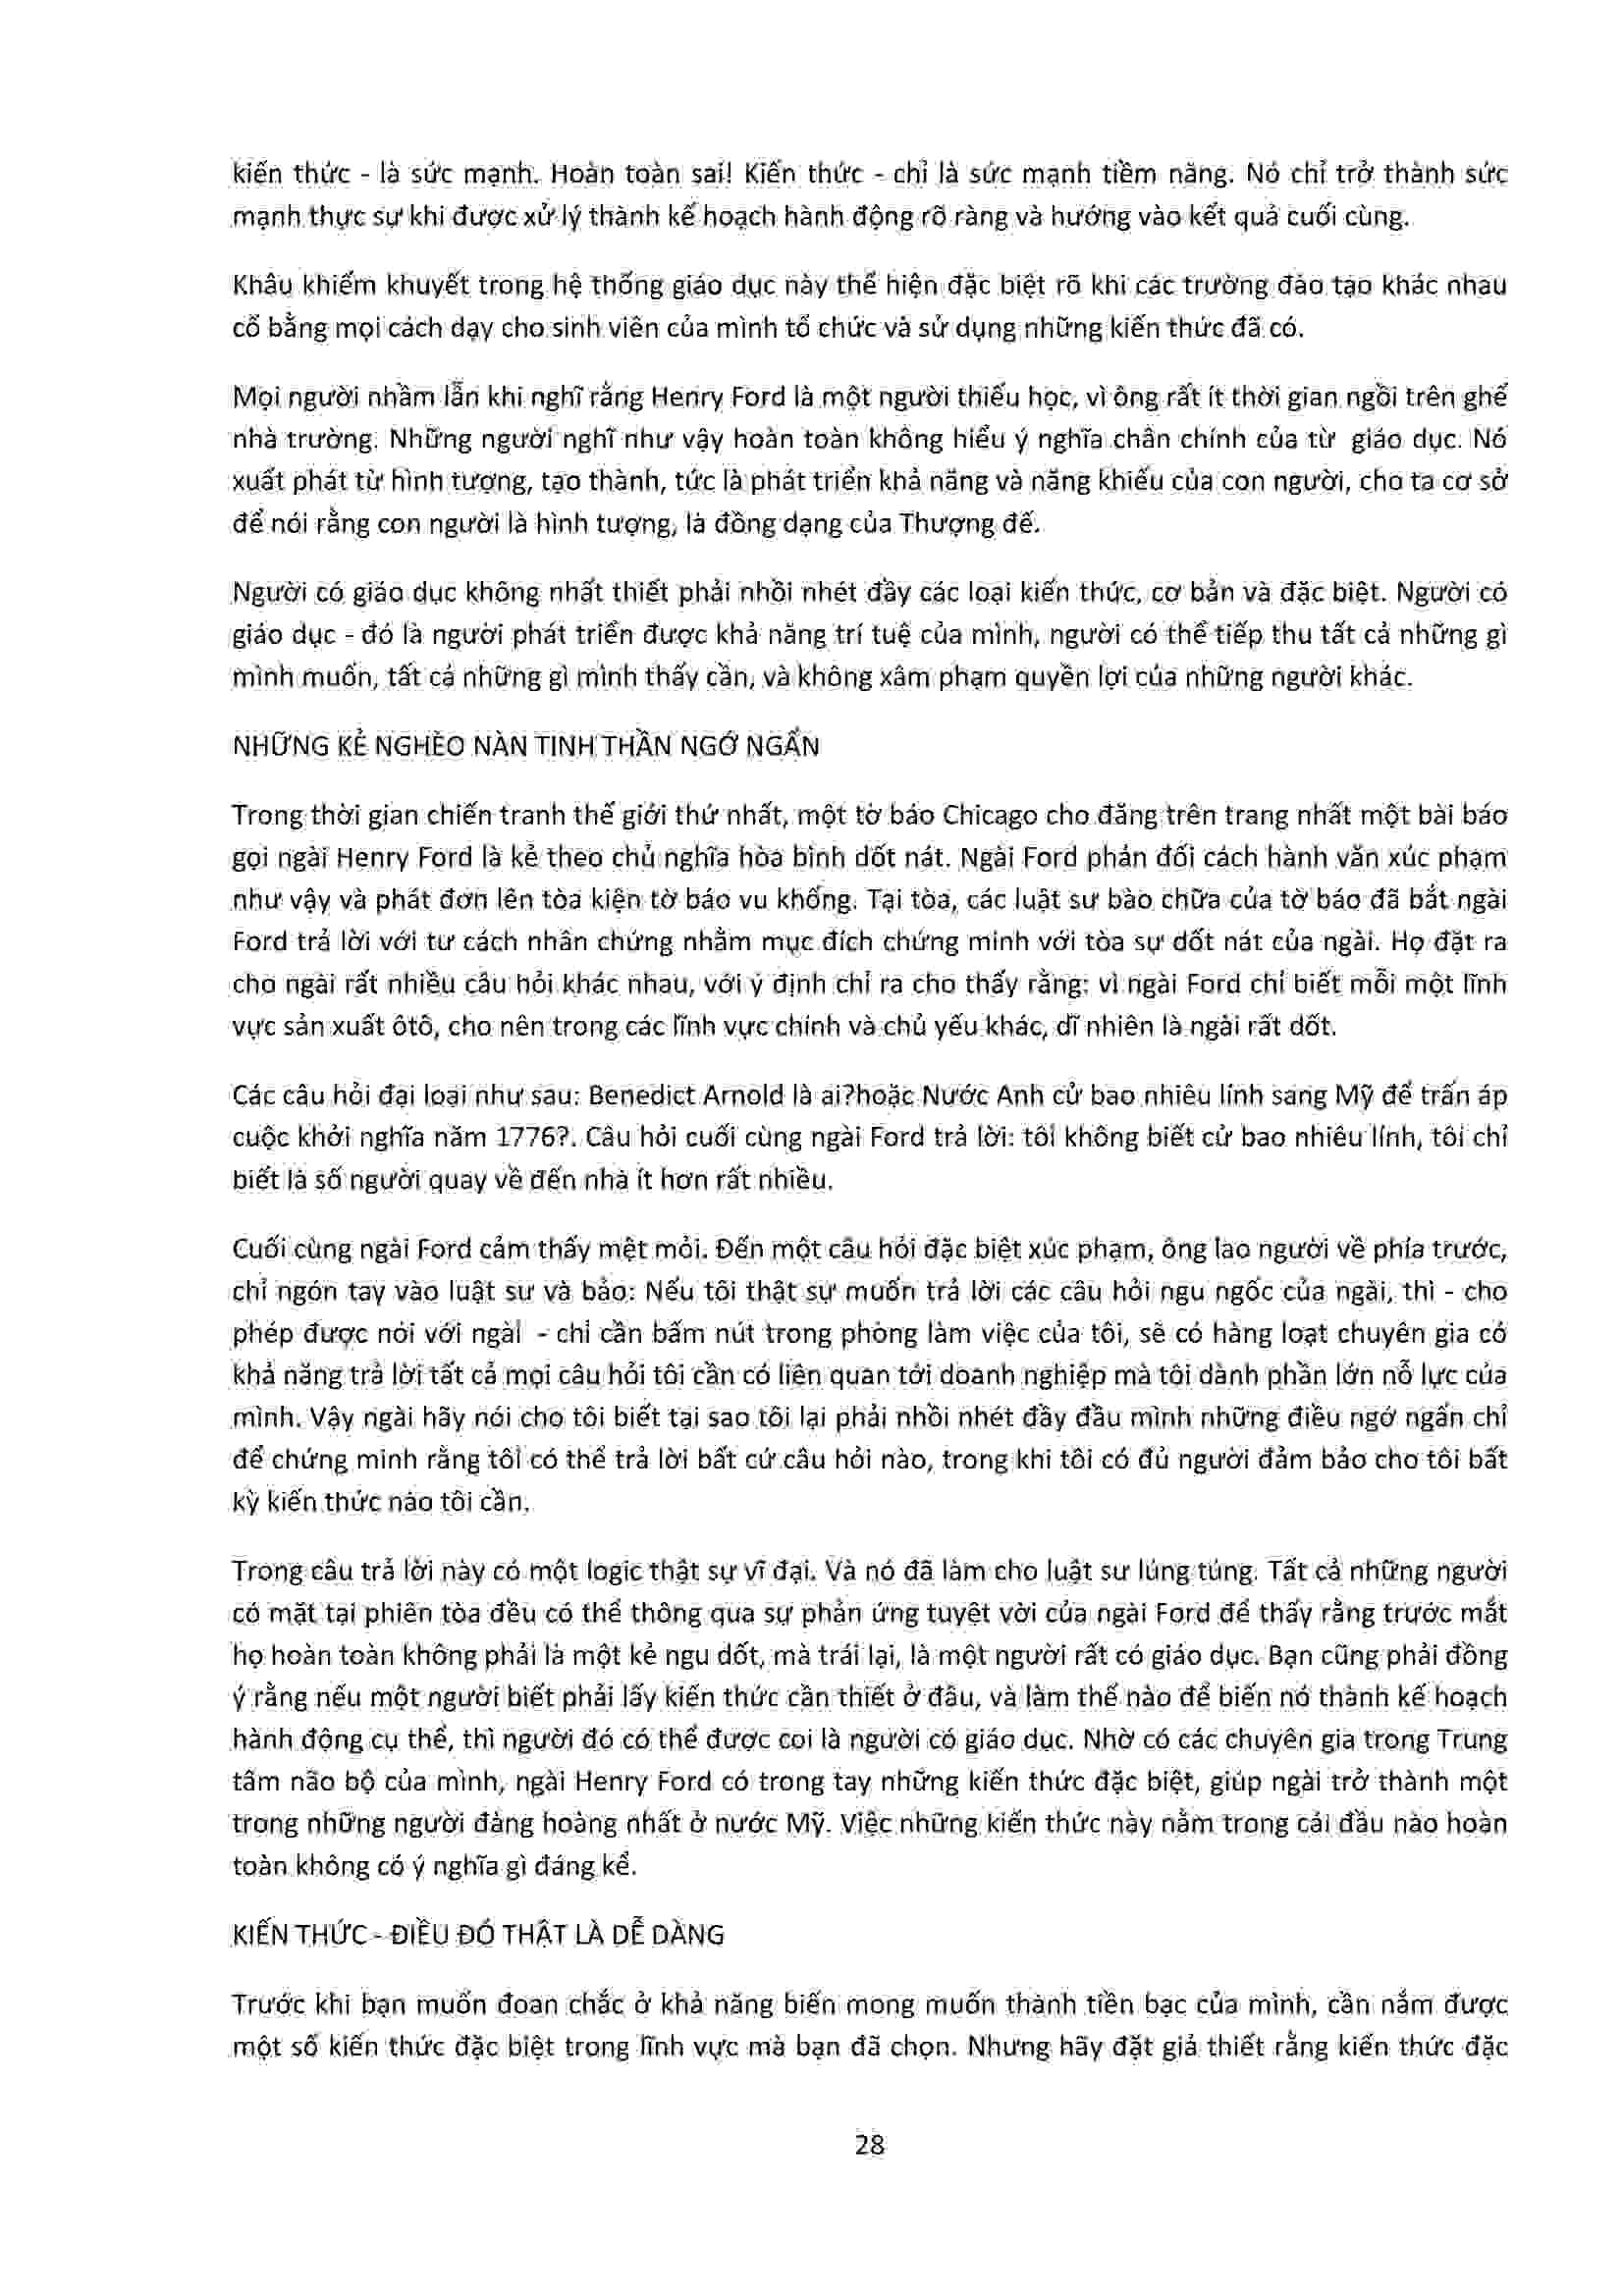 kiến thức - là sức mạnh. Hoàn toàn sai! Kiến thức - chỉ là sức mạnh tiềm năng. Nó chỉ trở thành sức
mạnh thực sự khi được xử lý thành kế hoạch hành động rõ ràng và hướng vào kết quả cuối cùng.
Khâu khiếm khuyết trong hệ thống giáo dục này thể hiện đặc biệt rõ khi các trường đào tạo khác nhau
cố bằng mọi cách dạy cho sinh viên của mình tổ chức và sử dụng những kiến thức đã có.
Mọi người nhầm lẫn khi nghĩ rằng Henry Ford là một người thiếu học, vì ông rất ít thời gian ngồi trên ghế
nhà trường. Những người nghĩ như vậy hoàn toàn không hiểu ý nghĩa chân chính của từ giáo dục. Nó
xuất phát từ hình tượng, tạo thành, tức là phát triển khả năng và năng khiếu của con người, cho ta cơ sở
để nói rằng con người là hình tượng, là đồng dạng của Thượng đế.
Người có giáo dục không nhất thiết phải nhồi nhét đầy các loại kiến thức, cơ bản và đặc biệt. Người có
giáo dục - đó là người phát triển được khả năng trí tuệ của mình, người có thể tiếp thu tất cả những gì
mình muốn, tất cả những gì mình thấy cần, và không xâm phạm quyền lợi của những người khác.
NHỮNG KẺ NGHÈO NÀN TINH THẦN NGỚ NGẨN
Trong thời gian chiến tranh thế giới thứ nhất, một tờ báo Chicago cho đăng trên trang nhất một bài báo
gọi ngài Henry Ford là kẻ theo chủ nghĩa hòa bình dốt nát. Ngài Ford phản đối cách hành văn xúc phạm
như vậy và phát đơn lên tòa kiện tờ báo vu khống. Tại tòa, các luật sư bào chữa của tờ báo đã bắt ngài
Ford trả lời với tư cách nhân chứng nhằm mục đích chứng minh với tòa sự dốt nát của ngài. Họ đặt ra
cho ngài rất nhiều câu hỏi khác nhau, với ý định chỉ ra cho thấy rằng: vì ngài Ford chỉ biết mỗi một lĩnh
vực sản xuất ôtô, cho nên trong các lĩnh vực chính và chủ yếu khác, dĩ nhiên là ngài rất dốt.
Các câu hỏi đại loại như sau: Benedict Arnold là ai?hoặc Nước Anh cử bao nhiêu lính sang Mỹ để trấn áp
cuộc khởi nghĩa năm 1776?. Câu hỏi cuối cùng ngài Ford trả lời: tôi không biết cử bao nhiêu lính, tôi chỉ
biết là số người quay về đến nhà ít hơn rất nhiều.
Cuối cùng ngài Ford cảm thấy mệt mỏi. Đến một câu hỏi đặc biệt xúc phạm, ông lao người về phía trước,
chỉ ngón tay vào luật sư và bảo: Nếu tôi thật sự muốn trả lời các câu hỏi ngu ngốc của ngài, thì - cho
phép được nói với ngài - chỉ cần bấm nút trong phòng làm việc của tôi, sẽ có hàng loạt chuyên gia có
khả năng trả lời tất cả mọi câu hỏi tôi cần có liên quan tới doanh nghiệp mà tôi dành phần lớn nỗ lực của
mình. Vậy ngài hãy nói cho tôi biết tại sao tôi lại phải nhồi nhét đầy đầu mình những điều ngớ ngẩn chỉ
để chứng minh rằng tôi có thể trả lời bất cứ câu hỏi nào, trong khi tôi có đủ người đảm bảo cho tôi bất
kỳ kiến thức nào tôi cần.
Trong câu trả lời này có một logic thật sự vĩ đại. Và nó đã làm cho luật sư lúng túng. Tất cả những người
có mặt tại phiên tòa đều có thể thông qua sự phản ứng tuyệt vời của ngài Ford để thấy rằng trước mắt
họ hoàn toàn không phải là một kẻ ngu dốt, mà trái lại, là một người rất có giáo dục. Bạn cũng phải đồng
ý rằng nếu một người biết phải lấy kiến thức cần thiết ở đâu, và làm thế nào để biến nó thành kế hoạch
hành động cụ thể, thì người đó có thể được coi là người có giáo dục. Nhờ có các chuyên gia trong Trung
tâm não bộ của mình, ngài Henry Ford có trong tay những kiến thức đặc biệt, giúp ngài trở thành một
trong những người đàng hoàng nhất ở nước Mỹ. Việc những kiến thức này nằm trong cái đầu nào hoàn
toàn không có ý nghĩa gì đáng kể.
KIẾN THỨC - ĐIỀU ĐÓ THẬT LÀ DỄ DÀNG
Trước khi bạn muốn đoan chắc ở khả năng biến mong muốn thành tiền bạc của mình, cần nắm được
một số kiến thức đặc biệt trong lĩnh vực mà bạn đã chọn. Nhưng hãy đặt giả thiết rằng kiến thức đặc
28